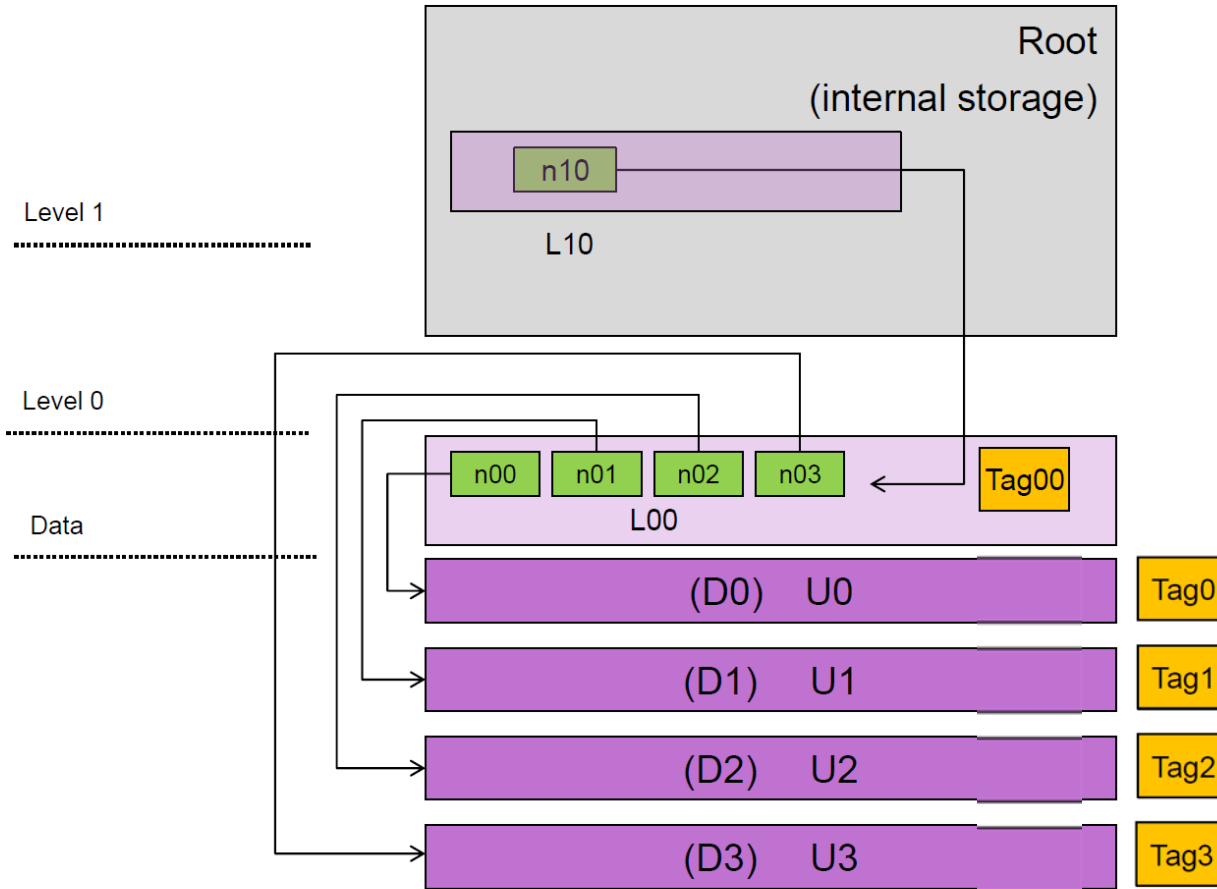 Root
(internal storage)
n10
Level 1
L10
Level 0
n00 n01 n02 n03
Tag00
L00
Data
(D0) U0 Tag0
(D1) U1 Tag1
(D2) U2 Tag2
(D3) U3 Tag3